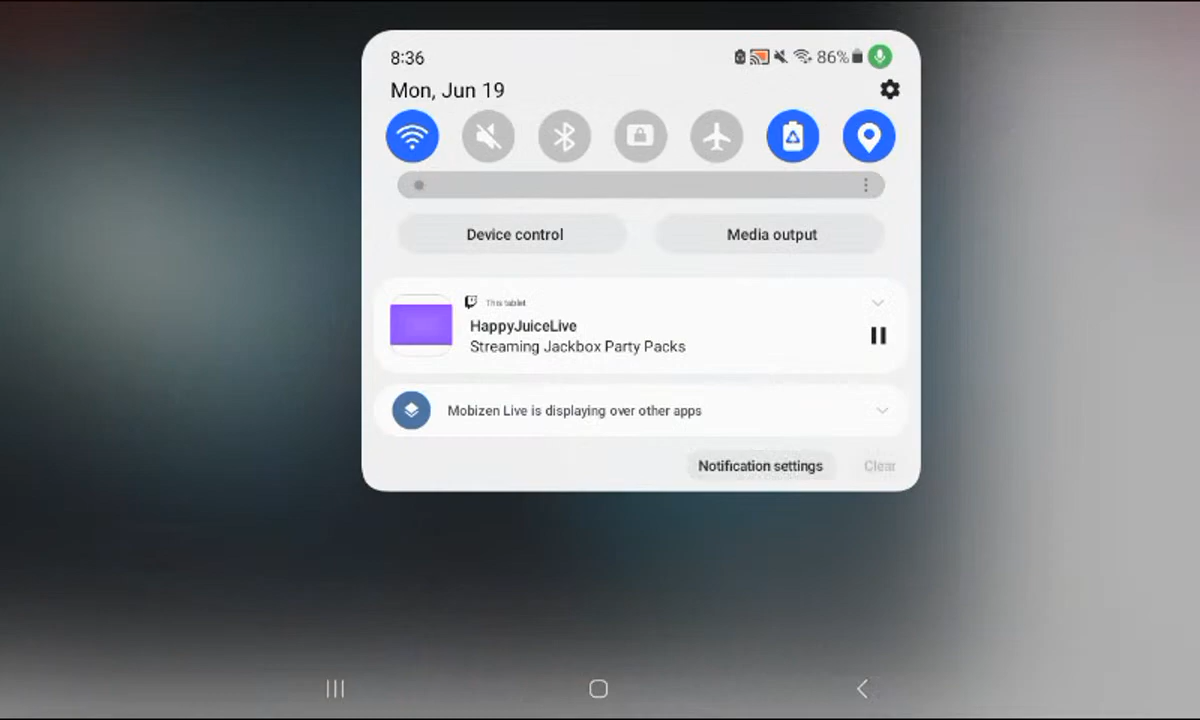 8:36
86%
Mon, Jun 19
Device control
Media output
This tablet
HappyJuiceLive
Streaming Jackbox Party Packs
Mobizen Live is displaying over other apps
Notification settings
Clear